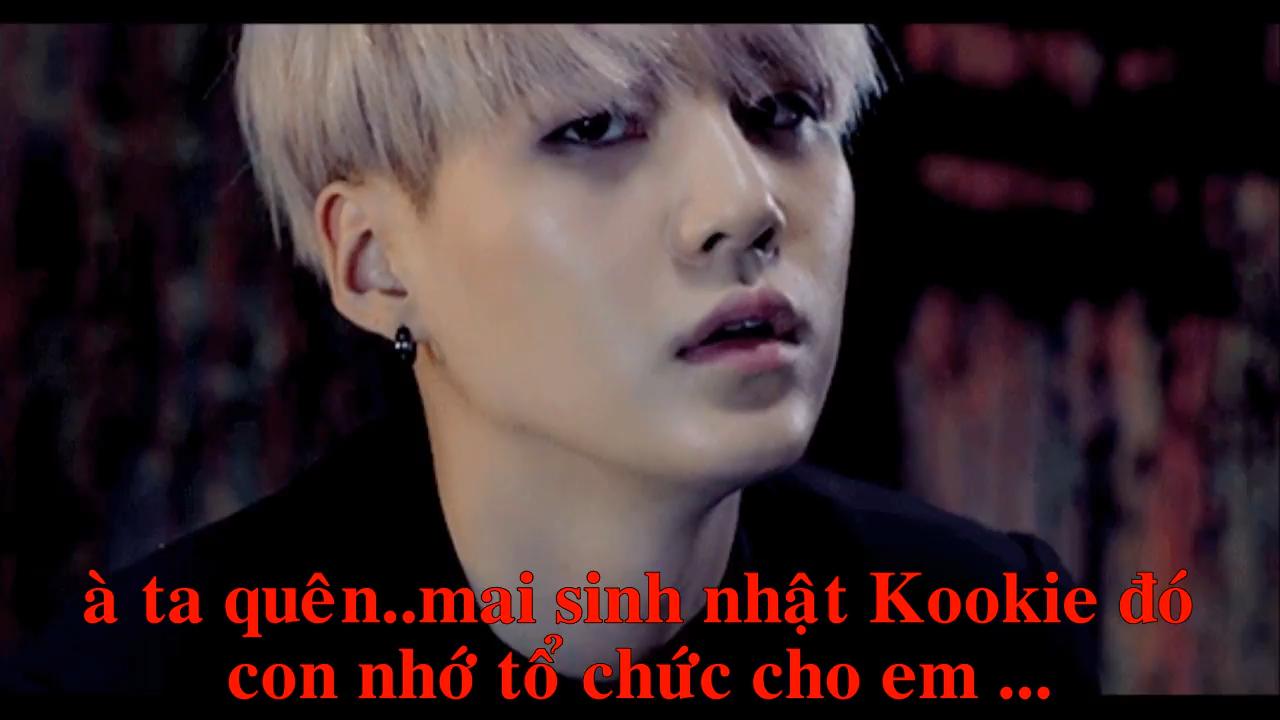 à ta quên..mai sinh nhật Kookie đó
con nhớ tổ chức cho em ...